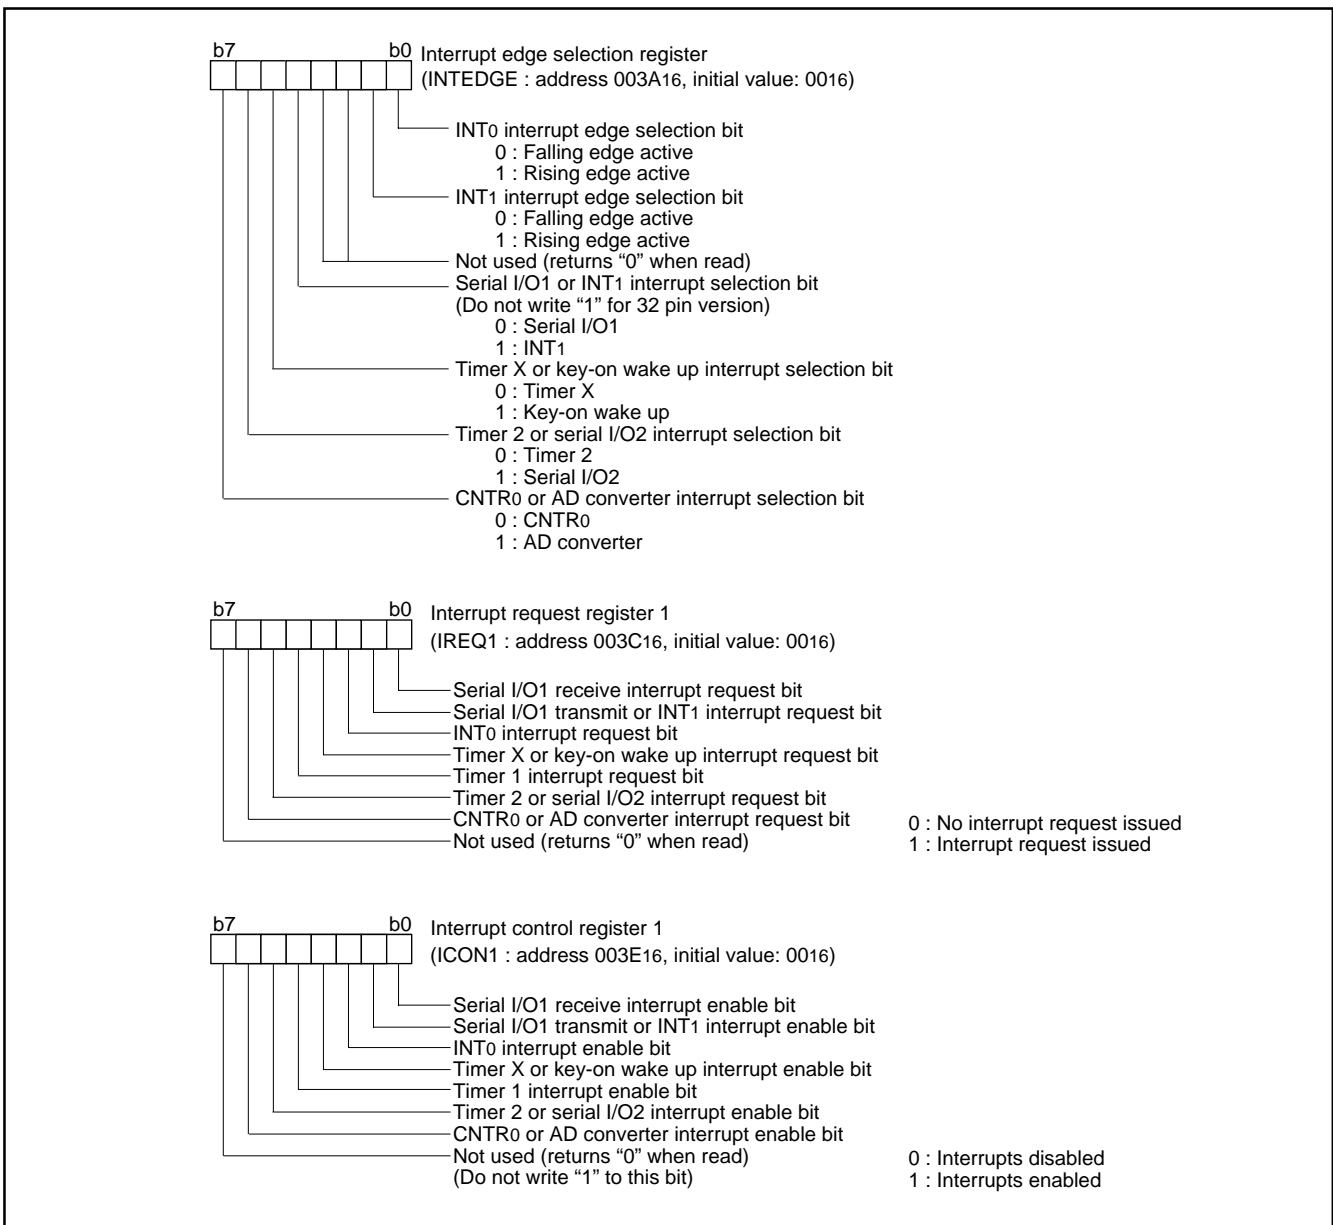 b7 b0 Interrupt edge selection register
(INTEDGE : address 003A16, initial value: 0016)
INT0 interrupt edge selection bit
0 : Falling edge active
1 : Rising edge active
INT1 interrupt edge selection bit
0 : Falling edge active
1 : Rising edge active
Not used (returns “0” when read)
Serial I/O1 or INT1 interrupt selection bit
(Do not write “1” for 32 pin version)
0 : Serial I/O1
1 : INT1
Timer X or key-on wake up interrupt selection bit
0 : Timer X
1 : Key-on wake up
Timer 2 or serial I/O2 interrupt selection bit
0 : Timer 2
1 : Serial I/O2
CNTR0 or AD converter interrupt selection bit
0 : CNTR0
1 : AD converter
b7 b0 Interrupt request register 1
(IREQ1 : address 003C16, initial value: 0016)
Serial I/O1 receive interrupt request bit
Serial I/O1 transmit or INT1 interrupt request bit
INT0 interrupt request bit
Timer X or key-on wake up interrupt request bit
Timer 1 interrupt request bit
Timer 2 or serial I/O2 interrupt request bit
CNTR0 or AD converter interrupt request bit
Not used (returns “0” when read)
0 : No interrupt request issued
1 : Interrupt request issued
b7 b0 Interrupt control register 1
(ICON1 : address 003E16, initial value: 0016)
Serial I/O1 receive interrupt enable bit
Serial I/O1 transmit or INT1 interrupt enable bit
INT0 interrupt enable bit
Timer X or key-on wake up interrupt enable bit
Timer 1 interrupt enable bit
Timer 2 or serial I/O2 interrupt enable bit
CNTR0 or AD converter interrupt enable bit
Not used (returns “0” when read)
(Do not write “1” to this bit)
0 : Interrupts disabled
1 : Interrupts enabled